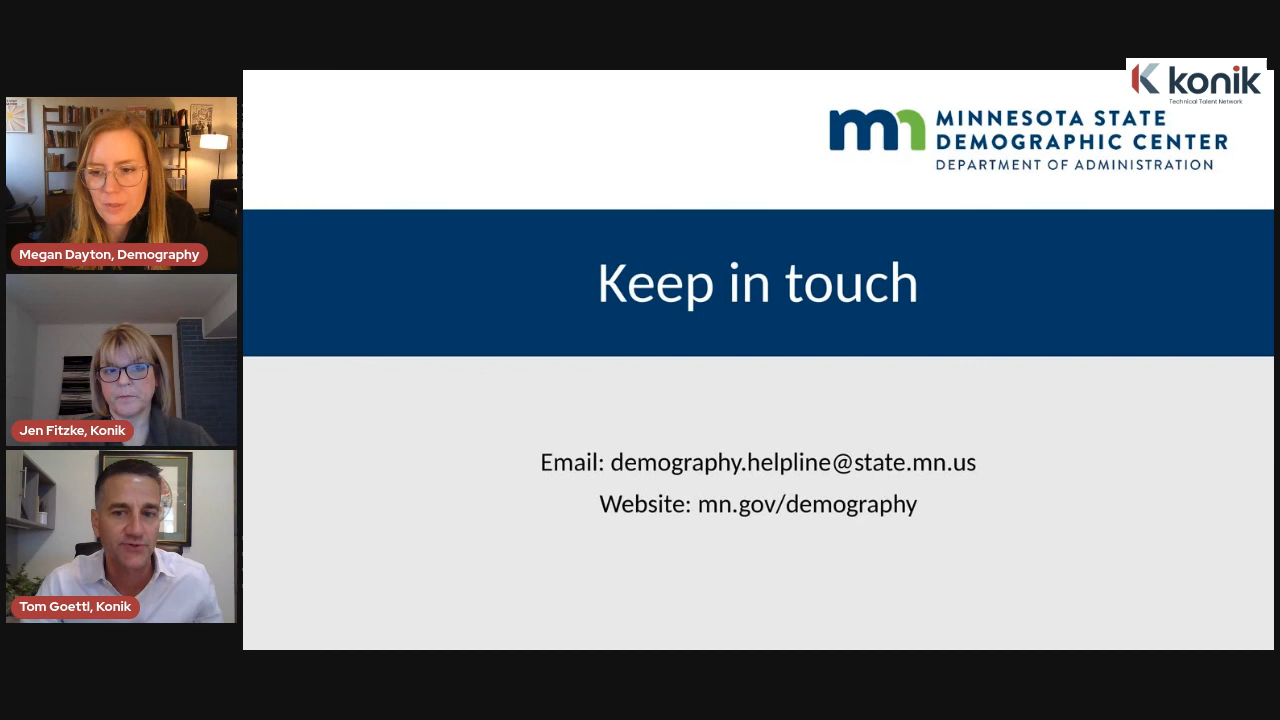 konik
Technical Talent Network
mn
MINNESOTA STATE
DEMOGRAPHIC CENTER
DEPARTMENT OF ADMINISTRATION
Keep in touch
Email: demography.helpline@state.mn.us
Website: mn.gov/demography
Megan Dayton, Demography
Jen Fitzke, Konik
Tom Goettl, Konik